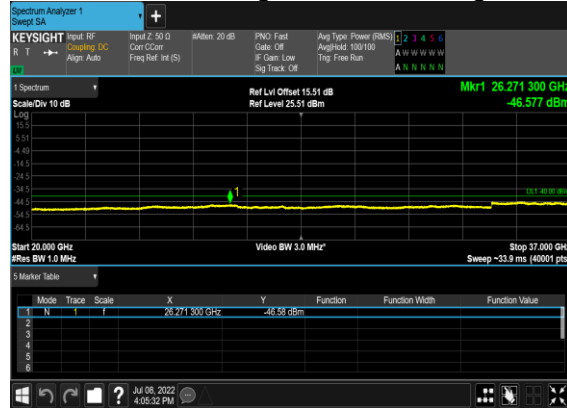 Spectrum Analyzer 1
Swept SA
+
KEYSIGHT Input: RF Input Z: 50 Ω #Atten: 20 dB PNO: Fast Avg Type: Power (RMS) 1 2 3 4 5 6
R T Coupling: DC Corr CCorr Gate: Off Avg|Hold: 100/100 A W W W W W
Align: Auto Freq Ref: Int (S) IF Gain: Low Trig: Free Run
Sig Track: Off A N N N N N
LW
1 Spectrum Ref Lvl Offset 15.51 dB Mkr1 26.271 300 GHz
Scale/Div 10 dB Ref Level 25.51 dBm -46.577 dBm
Log
15.5
5.51
-4.49
-14.5
-24.5
-34.5 1 DL1 -40.00 dBm
-44.5
-54.5
-64.5
Start 20.000 GHz Video BW 3.0 MHz* Stop 37.000 GHz
#Res BW 1.0 MHz Sweep ~33.9 ms (40001 pts)
5 Marker Table
Mode Trace Scale X Y Function Function Width Function Value
1 N 1 f 26.271 300 GHz -46.58 dBm
2
3
4
5
6
? Jul 08, 2022
4:05:32 PM